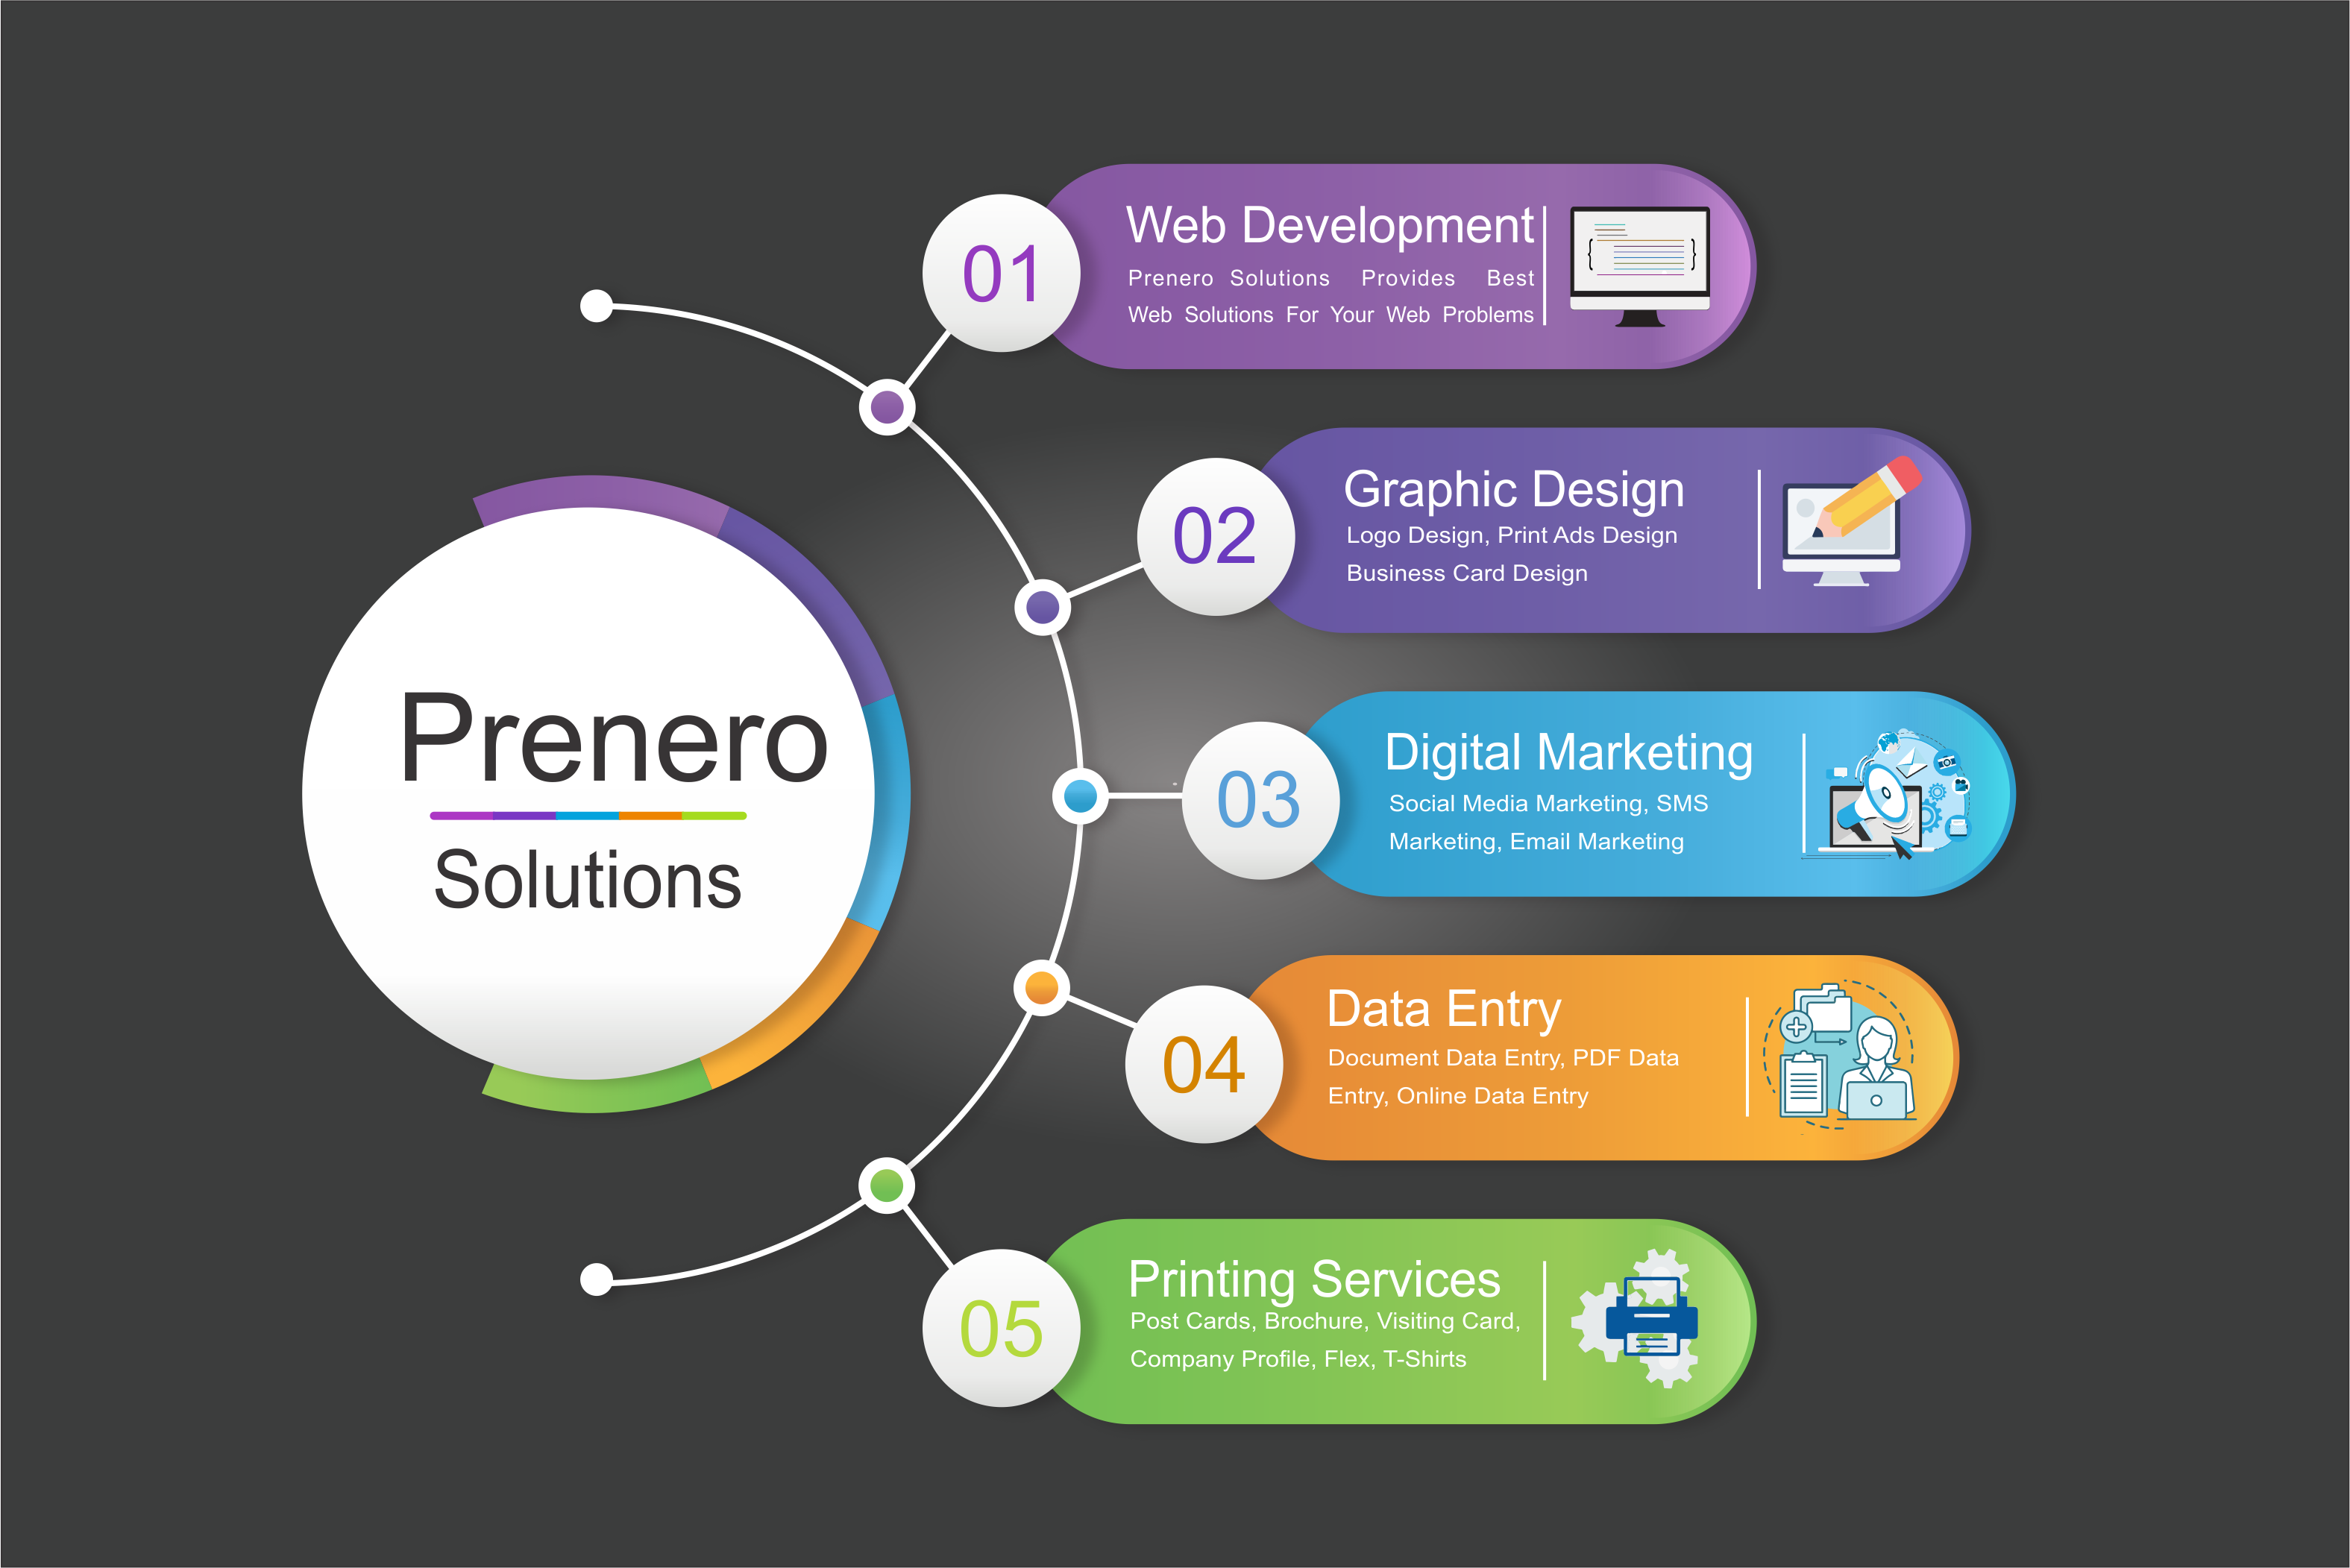 Prenero
Solutions
01
Web Development
Prenero Solutions Provides Best
Web Solutions For Your Web Problems
02
Graphic Design
Logo Design, Print Ads Design
Business Card Design
03
Digital Marketing
Social Media Marketing, SMS
Marketing, Email Marketing
04
Data Entry
Document Data Entry, PDF Data
Entry, Online Data Entry
05
Printing Services
Post Cards, Brochure, Visiting Card,
Company Profile, Flex, T-Shirts